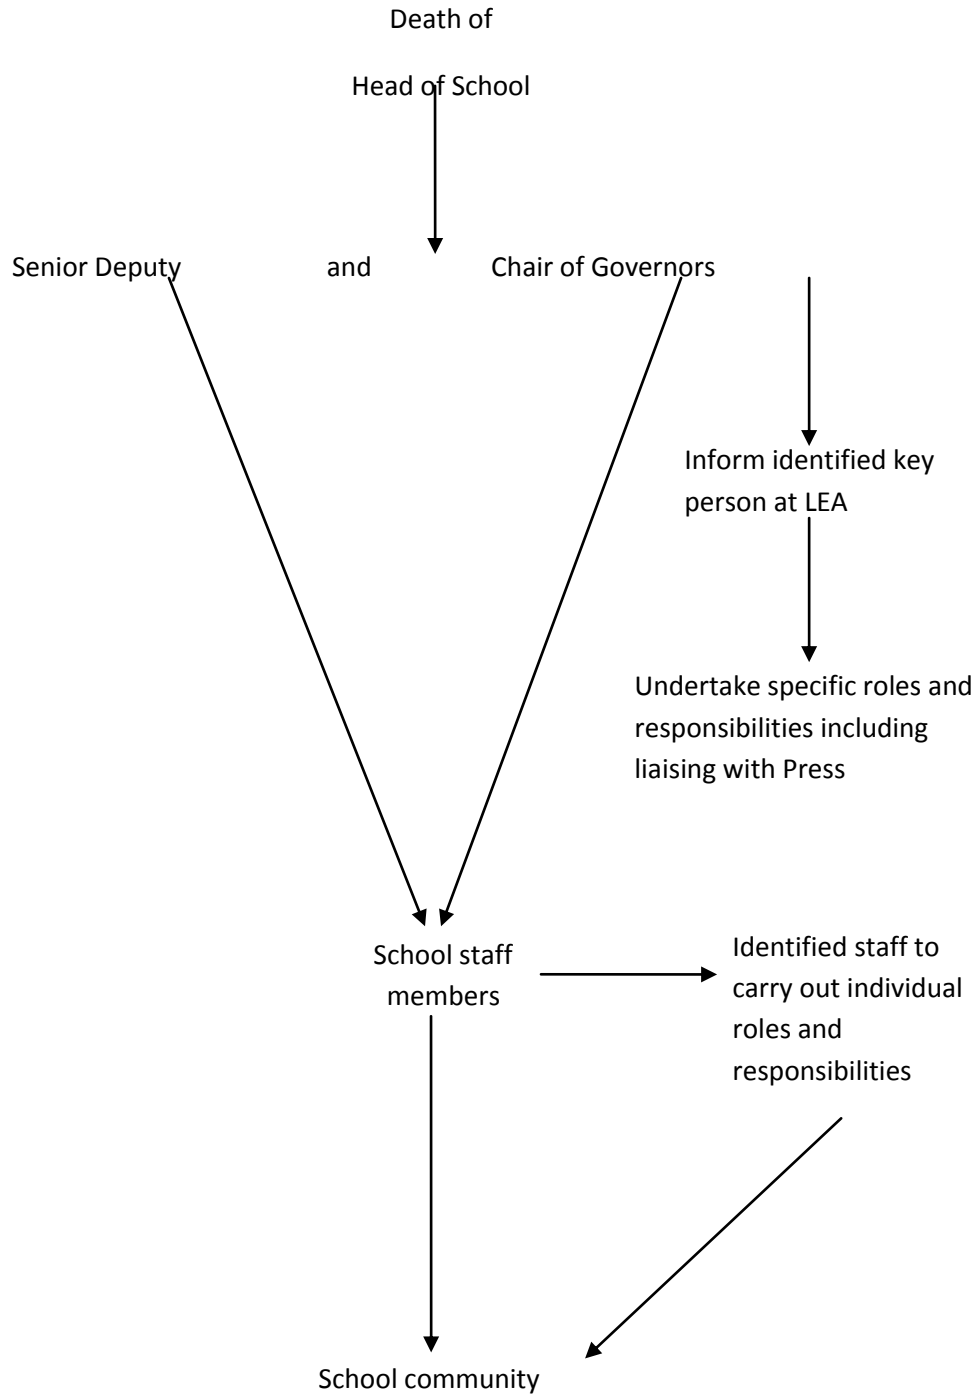 Death of
Head of School
Senior Deputy and Chair of Governors
Inform identified key
person at LEA
Undertake specific roles and
responsibilities including
liaising with Press
School staff
members
Identified staff to
carry out individual
roles and
responsibilities
School community